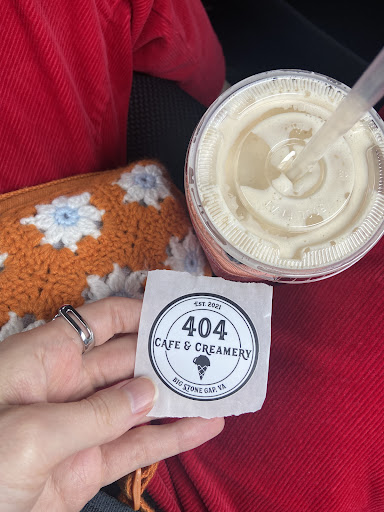 EST. 2021
404
CAFE & CREAMERY
BIG STONE GAP, VA